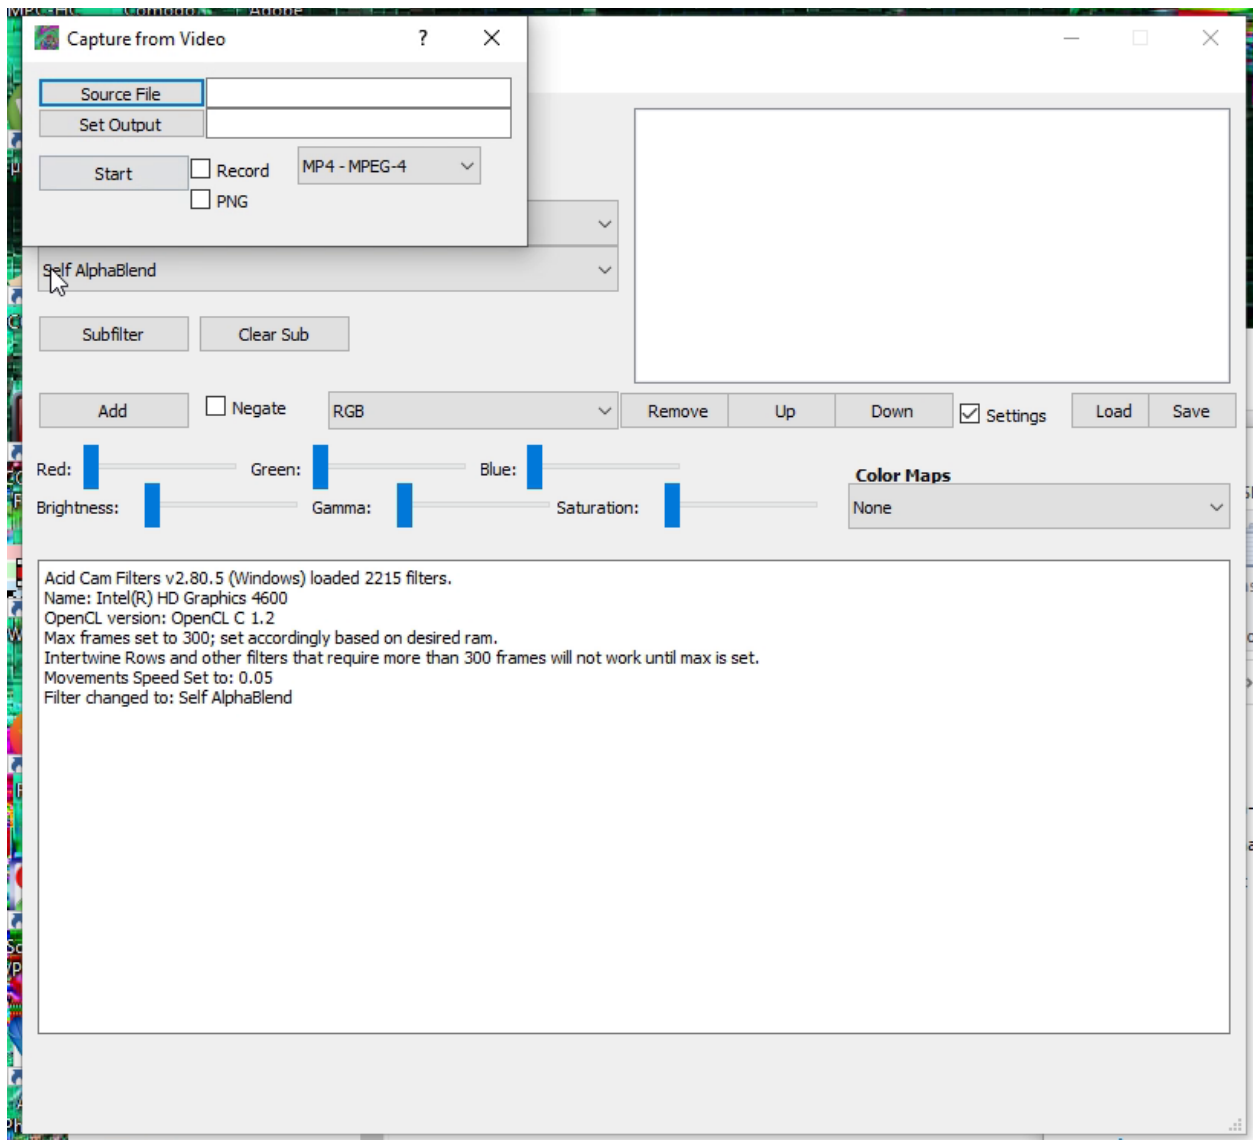 MPC-HC Comodo Adobe
Capture from Video ?
Source File
Set Output
Start
Record
MP4 - MPEG-4
PNG
Self AlphaBlend
Subfilter
Clear Sub
Add
Negate
RGB
Remove
Up
Down
Settings
Load
Save
Red:
Green:
Blue:
Color Maps
Brightness:
Gamma:
Saturation:
None
Acid Cam Filters v2.80.5 (Windows) loaded 2215 filters.
Name: Intel(R) HD Graphics 4600
OpenCL version: OpenCL C 1.2
Max frames set to 300; set accordingly based on desired ram.
Intertwine Rows and other filters that require more than 300 frames will not work until max is set.
Movements Speed Set to: 0.05
Filter changed to: Self AlphaBlend